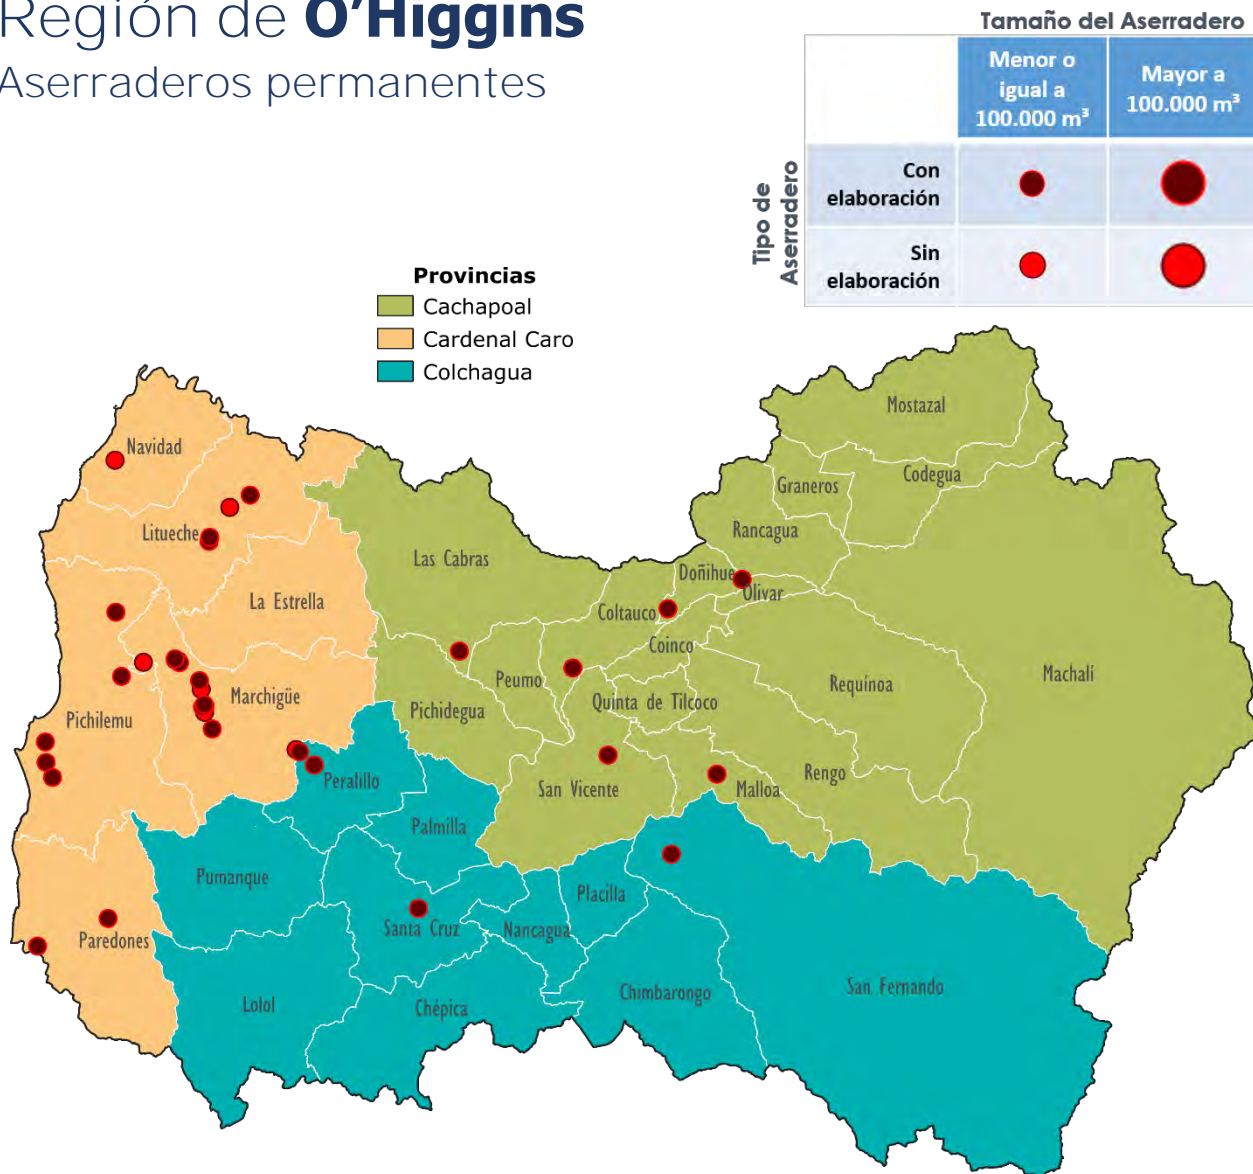 Región de O'Higgins
Aserraderos permanentes
Tamaño del Aserradero
Menor o
igual a
100.000 m³
Mayor a
100.000 m³
Tipo de
Aserradero
Con
elaboración
Sin
elaboración
Provincias
Cachapoal
Cardenal Caro
Colchagua
Mostazal
Navidad
Codegua
Graneros
Rancagua
Litueche
Las Cabras
Doñihue
Olivar
La Estrella
Coltauco
Coinco
Machalí
Peumo
Requínoa
Marchigüe
Quinta de Tilcoco
Pichidegua
Pichilemu
Rengo
Peralillo
San Vicente
Malloa
Palmilla
Pumanque
Placilla
Santa Cruz
Nancagua
Paredones
San Fernando
Chimbarongo
Lolol
Chépica